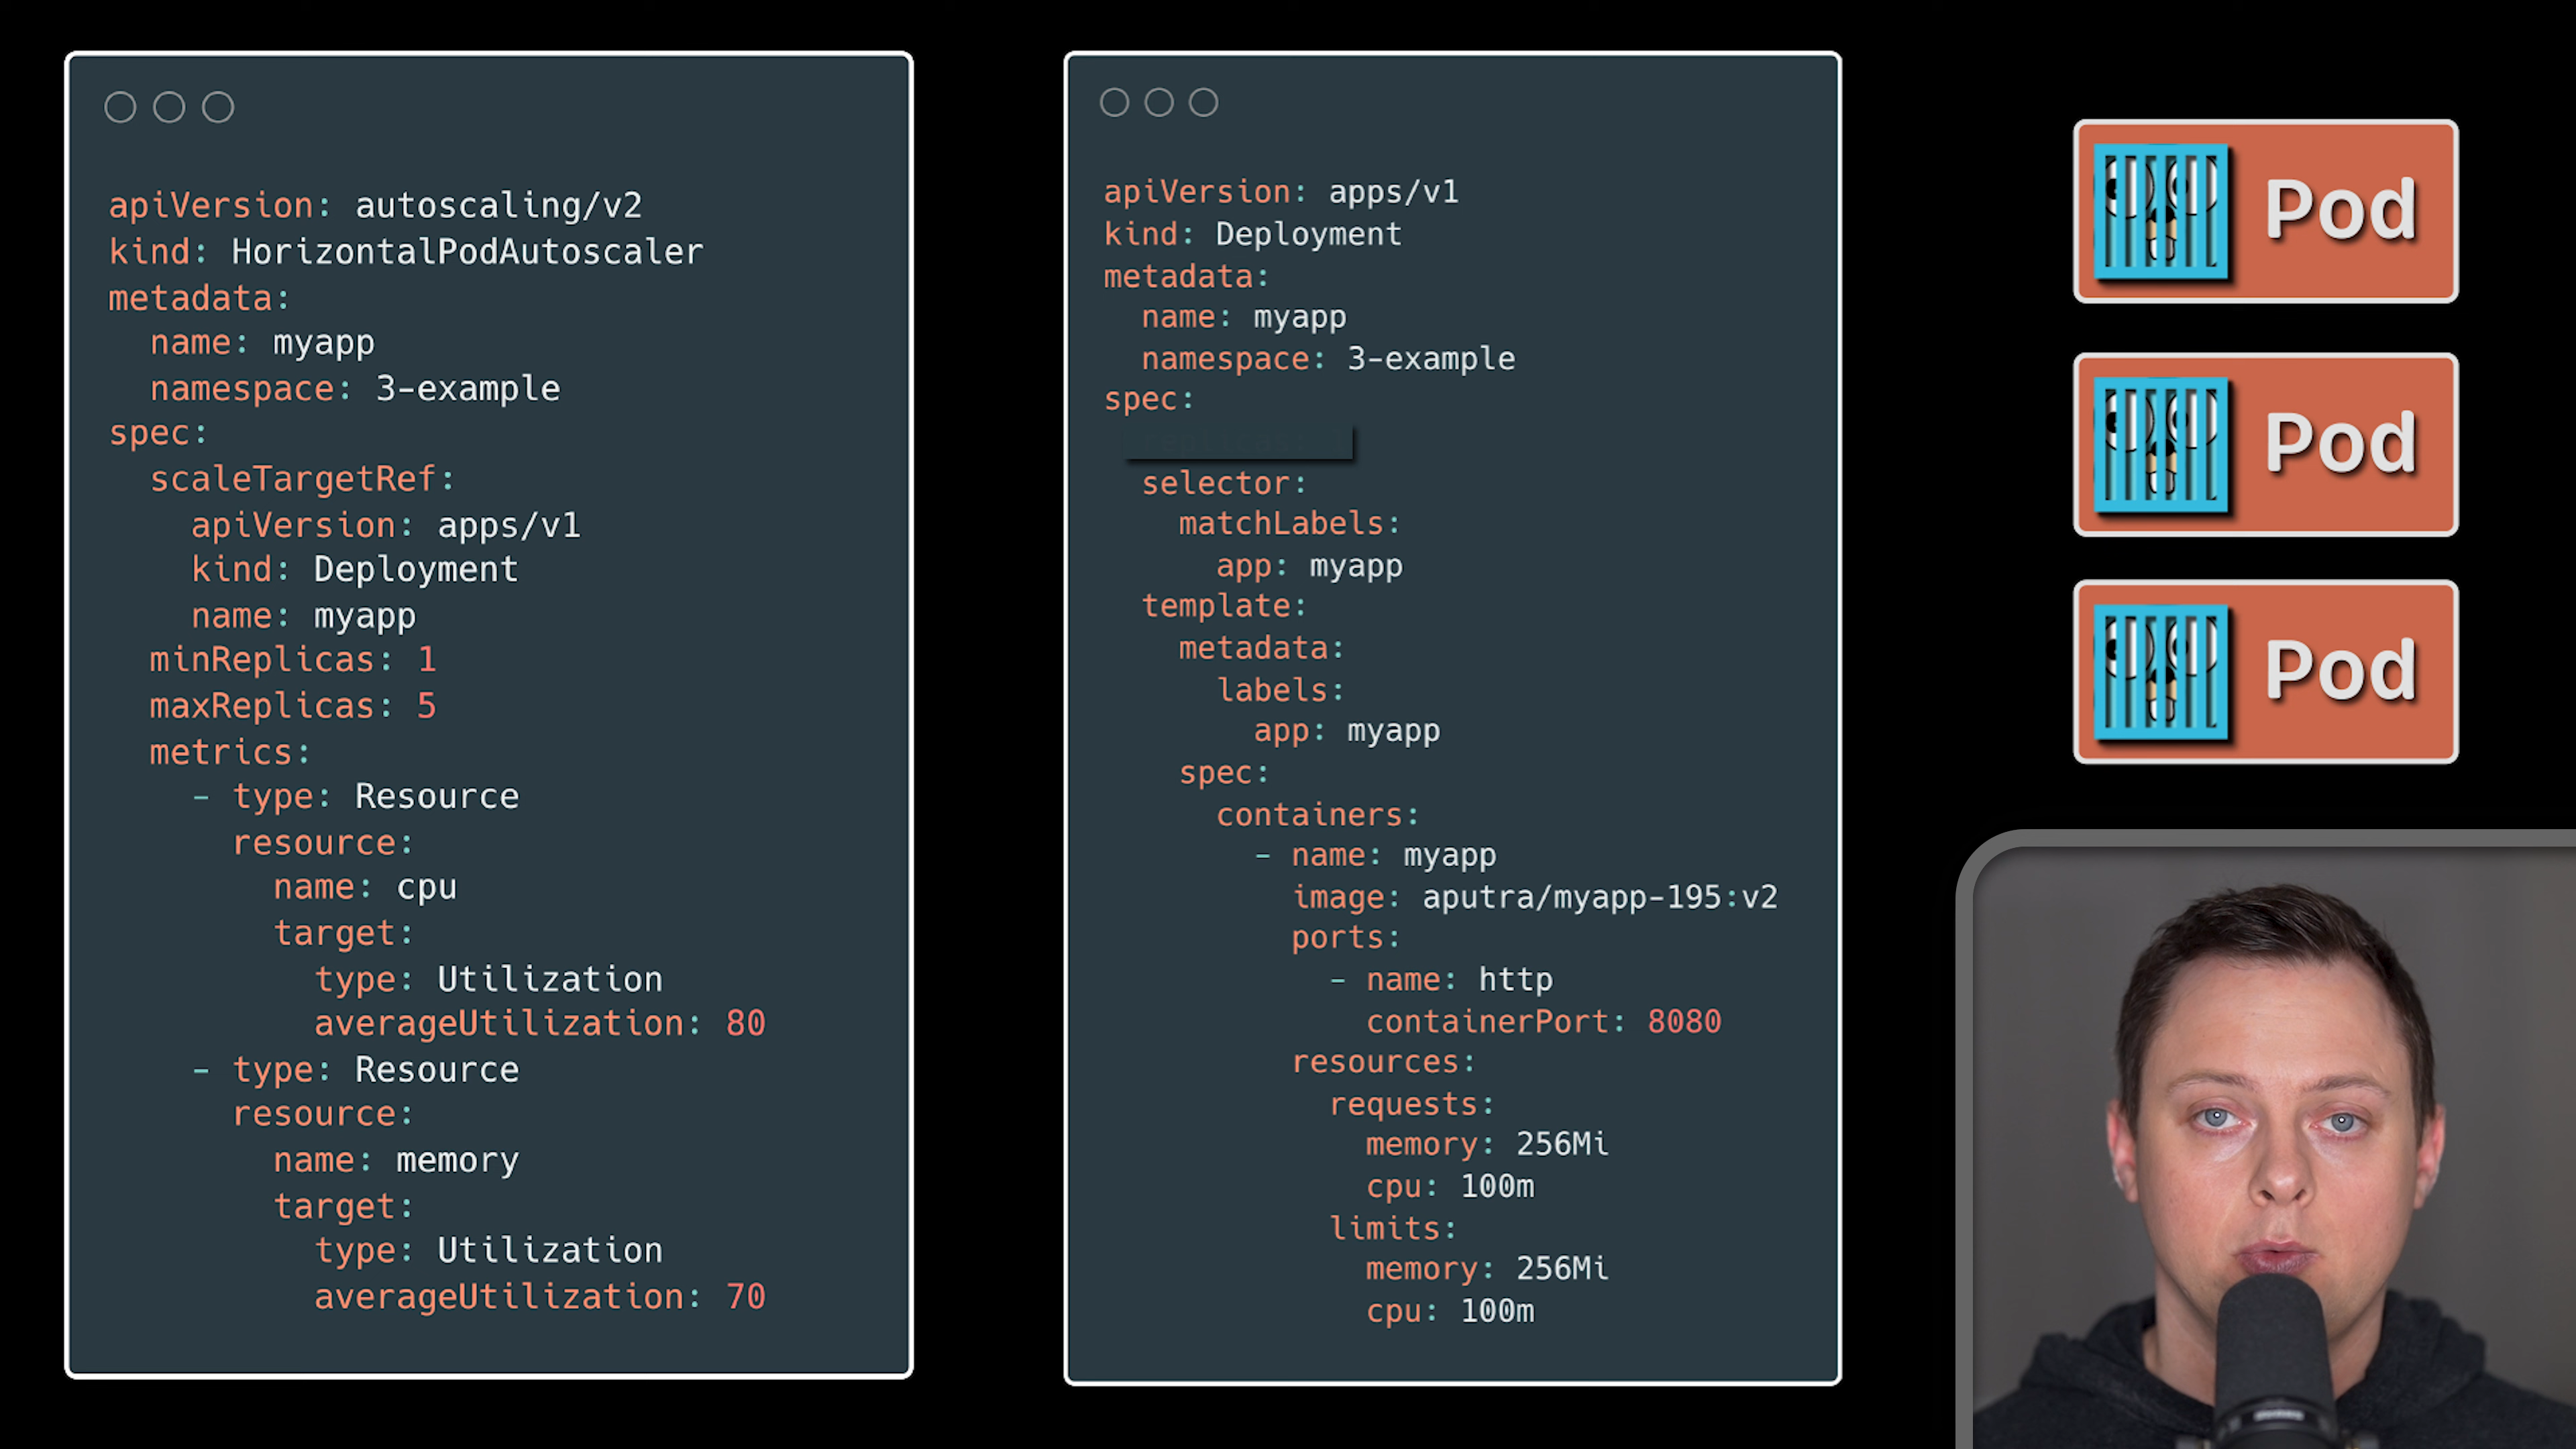 apiVersion: autoscaling/v2
kind: HorizontalPodAutoscaler
metadata:
  name: myapp
  namespace: 3-example
spec:
  scaleTargetRef:
    apiVersion: apps/v1
    kind: Deployment
    name: myapp
  minReplicas: 1
  maxReplicas: 5
  metrics:
    - type: Resource
      resource:
        name: cpu
        target:
          type: Utilization
          averageUtilization: 80
    - type: Resource
      resource:
        name: memory
        target:
          type: Utilization
          averageUtilization: 70
apiVersion: apps/v1
kind: Deployment
metadata:
  name: myapp
  namespace: 3-example
spec:
  replicas: 1
  selector:
    matchLabels:
      app: myapp
  template:
    metadata:
      labels:
        app: myapp
    spec:
      containers:
        - name: myapp
          image: aputra/myapp-195:v2
          ports:
            - name: http
              containerPort: 8080
          resources:
            requests:
              memory: 256Mi
              cpu: 100m
            limits:
              memory: 256Mi
              cpu: 100m
Pod
Pod
Pod